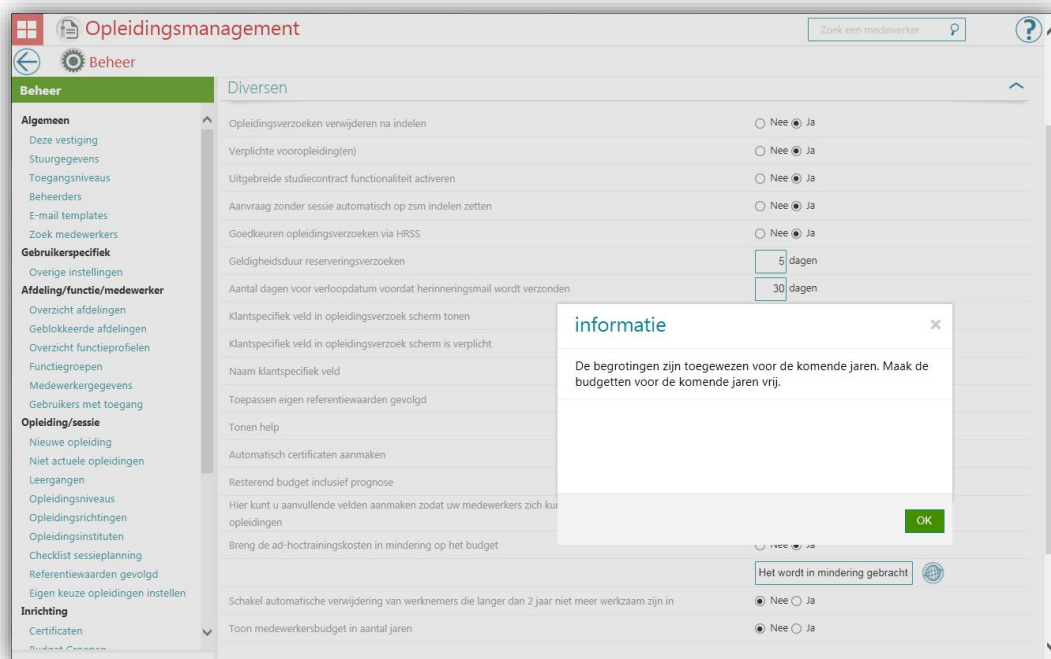 Opleidingsmanagement
Zoek een medewerker
?
Beheer
Beheer
Algemeen
Deze vestiging
Stuurgegevens
Toegangsniveaus
Beheerders
E-mail templates
Zoek medewerkers
Gebruikerspecifiek
Overige instellingen
Afdeling/functie/medewerker
Overzicht afdelingen
Geblokkeerde afdelingen
Overzicht functieprofielen
Functiegroepen
Medewerkergegevens
Gebruikers met toegang
Opleiding/sessie
Nieuwe opleiding
Niet actuele opleidingen
Leergangen
Opleidingsniveaus
Opleidingsrichtingen
Opleidingsinstituten
Checklist sessieplanning
Referentiewaarden gevolgd
Eigen keuze opleidingen instellen
Inrichting
Certificaten
Budget Groepen
Diversen
Opleidingsverzoeken verwijderen na indelen Nee Ja
Verplichte vooropleiding(en) Nee Ja
Uitgebreide studiecontract functionaliteit activeren Nee Ja
Aanvraag zonder sessie automatisch op zsm indelen zetten Nee Ja
Goedkeuren opleidingsverzoeken via HRSS Nee Ja
Geldigheidsduur reserveringsverzoeken 5 dagen
Aantal dagen voor verloopdatum voordat herinneringsmail wordt verzonden 30 dagen
Klantspecifiek veld in opleidingsverzoek scherm tonen
Klantspecifiek veld in opleidingsverzoek scherm is verplicht
Naam klantspecifiek veld
Toepassen eigen referentiewaarden gevolgd
Tonen help
Automatisch certificaten aanmaken
Resterend budget inclusief prognose
Hier kunt u aanvullende velden aanmaken zodat uw medewerkers zich
opleidingen
Breng de ad-hoctrainingskosten in mindering op het budget Nee Ja
Het wordt in mindering gebracht
Schakel automatische verwijdering van werknemers die langer dan 2 jaar niet meer werkzaam zijn in Nee Ja
Toon medewerkersbudget in aantal jaren Nee Ja
informatie
De begrotingen zijn toegewezen voor de komende jaren. Maak de
budgetten voor de komende jaren vrij.
OK